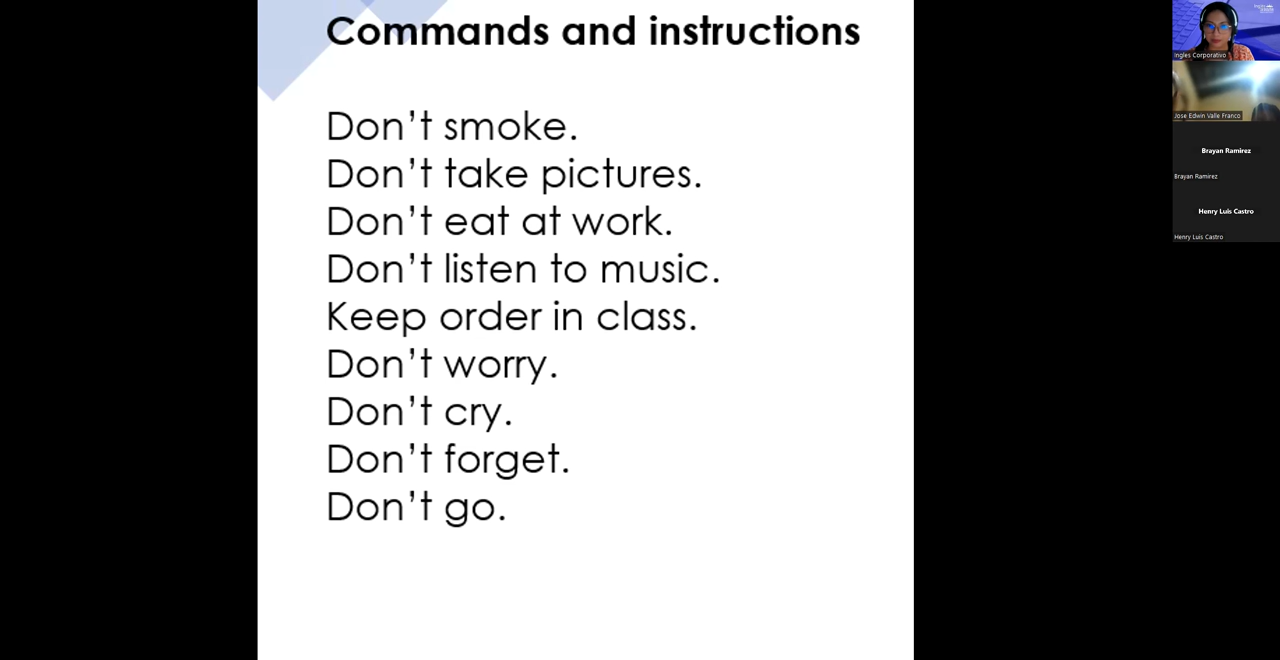 Commands and instructions
Don't smoke.
Don't take pictures.
Don't eat at work.
Don't listen to music.
Keep order in class.
Don't worry.
Don't cry.
Don't forget.
Don't go.
Ingles Corporativo
Jose Edwin Valle Franco
Brayan Ramirez
Brayan Ramirez
Henry Luis Castro
Henry Luis Castro